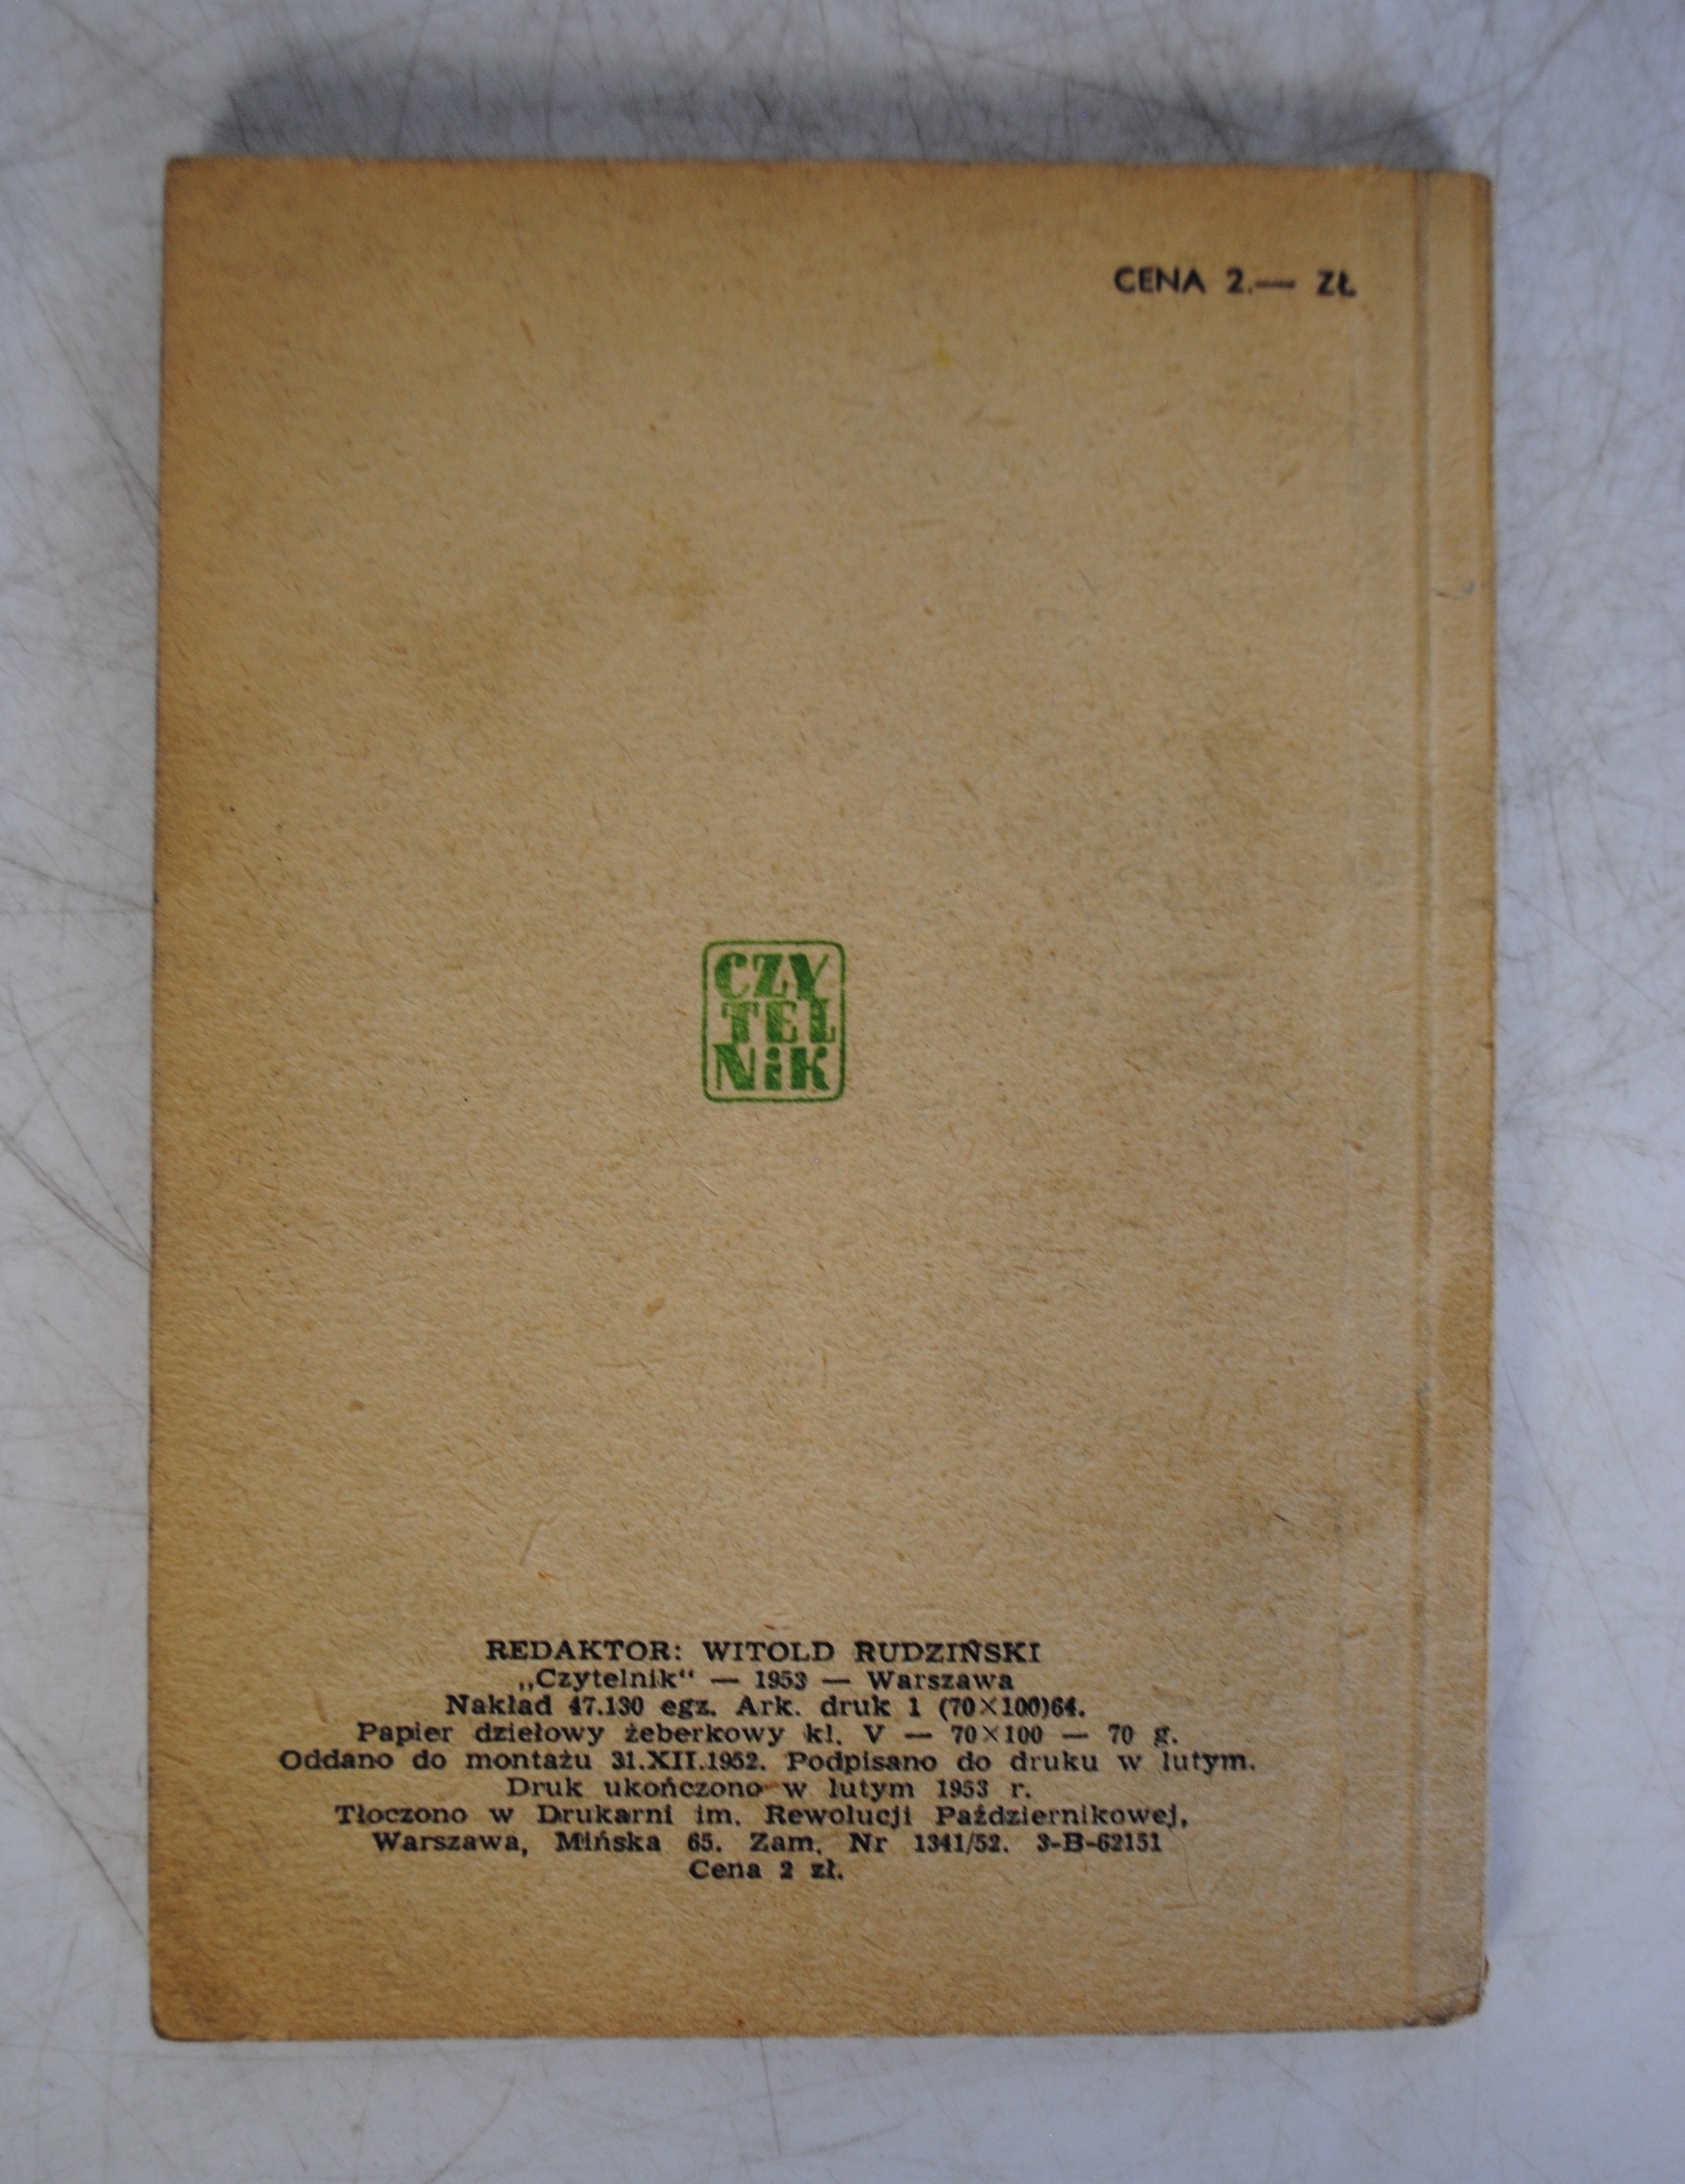 CENA 2.— ZŁ
CZY
TEL
NiK
REDAKTOR: WITOLD RUDZIŃSKI
„Czytelnik“ — 1953 — Warszawa
Nakład 47.130 egz. Ark. druk 1 (70×100)64.
Papier dziełowy żeberkowy kl. V — 70×100 — 70 g.
Oddano do montażu 31.XII.1952. Podpisano do druku w lutym.
Druk ukończono w lutym 1953 r.
Tłoczono w Drukarni im. Rewolucji Październikowej,
Warszawa, Mińska 65. Zam. Nr 1341/52. 3-B-62151
Cena 2 zł.